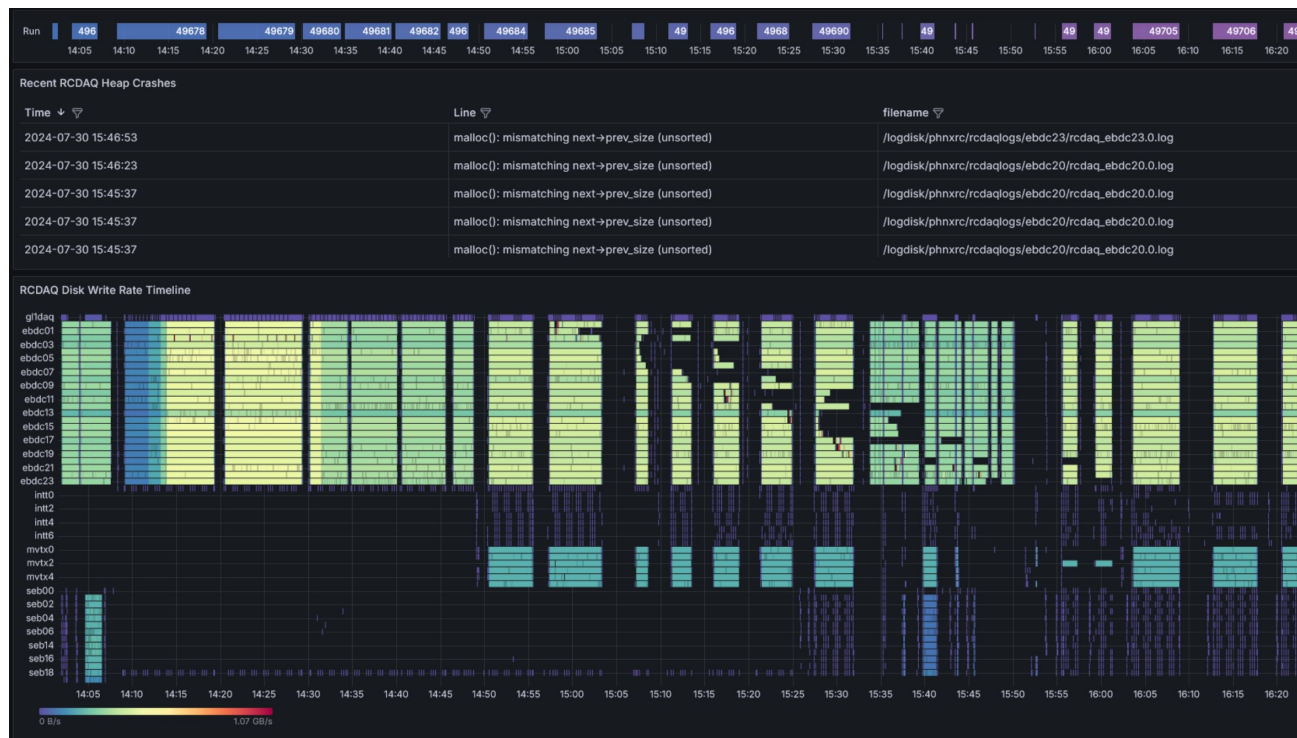 Run 496 49678 49679 49680 49681 49682 496 49684 49685 49 496 4968 49690 49 49 49 49705 49706 49
14:05 14:10 14:15 14:20 14:25 14:30 14:35 14:40 14:45 14:50 14:55 15:00 15:05 15:10 15:15 15:20 15:25 15:30 15:35 15:40 15:45 15:50 15:55 16:00 16:05 16:10 16:15 16:20
Recent RCDAQ Heap Crashes
Time Line filename
2024-07-30 15:46:53 malloc(): mismatching next->prev_size (unsorted) /logdisk/phnxrc/rcdaqlogs/ebdc23/rcdaq_ebdc23.0.log
2024-07-30 15:46:23 malloc(): mismatching next->prev_size (unsorted) /logdisk/phnxrc/rcdaqlogs/ebdc20/rcdaq_ebdc20.0.log
2024-07-30 15:45:37 malloc(): mismatching next->prev_size (unsorted) /logdisk/phnxrc/rcdaqlogs/ebdc20/rcdaq_ebdc20.0.log
2024-07-30 15:45:37 malloc(): mismatching next->prev_size (unsorted) /logdisk/phnxrc/rcdaqlogs/ebdc20/rcdaq_ebdc20.0.log
2024-07-30 15:45:37 malloc(): mismatching next->prev_size (unsorted) /logdisk/phnxrc/rcdaqlogs/ebdc20/rcdaq_ebdc20.0.log
RCDAQ Disk Write Rate Timeline
gl1daq
ebdc01
ebdc03
ebdc05
ebdc07
ebdc09
ebdc11
ebdc13
ebdc15
ebdc17
ebdc19
ebdc21
ebdc23
intt0
intt2
intt4
intt6
mvtx0
mvtx2
mvtx4
seb00
seb02
seb04
seb06
seb14
seb16
seb18
14:05 14:10 14:15 14:20 14:25 14:30 14:35 14:40 14:45 14:50 14:55 15:00 15:05 15:10 15:15 15:20 15:25 15:30 15:35 15:40 15:45 15:50 15:55 16:00 16:05 16:10 16:15 16:20
0 B/s 1.07 GB/s